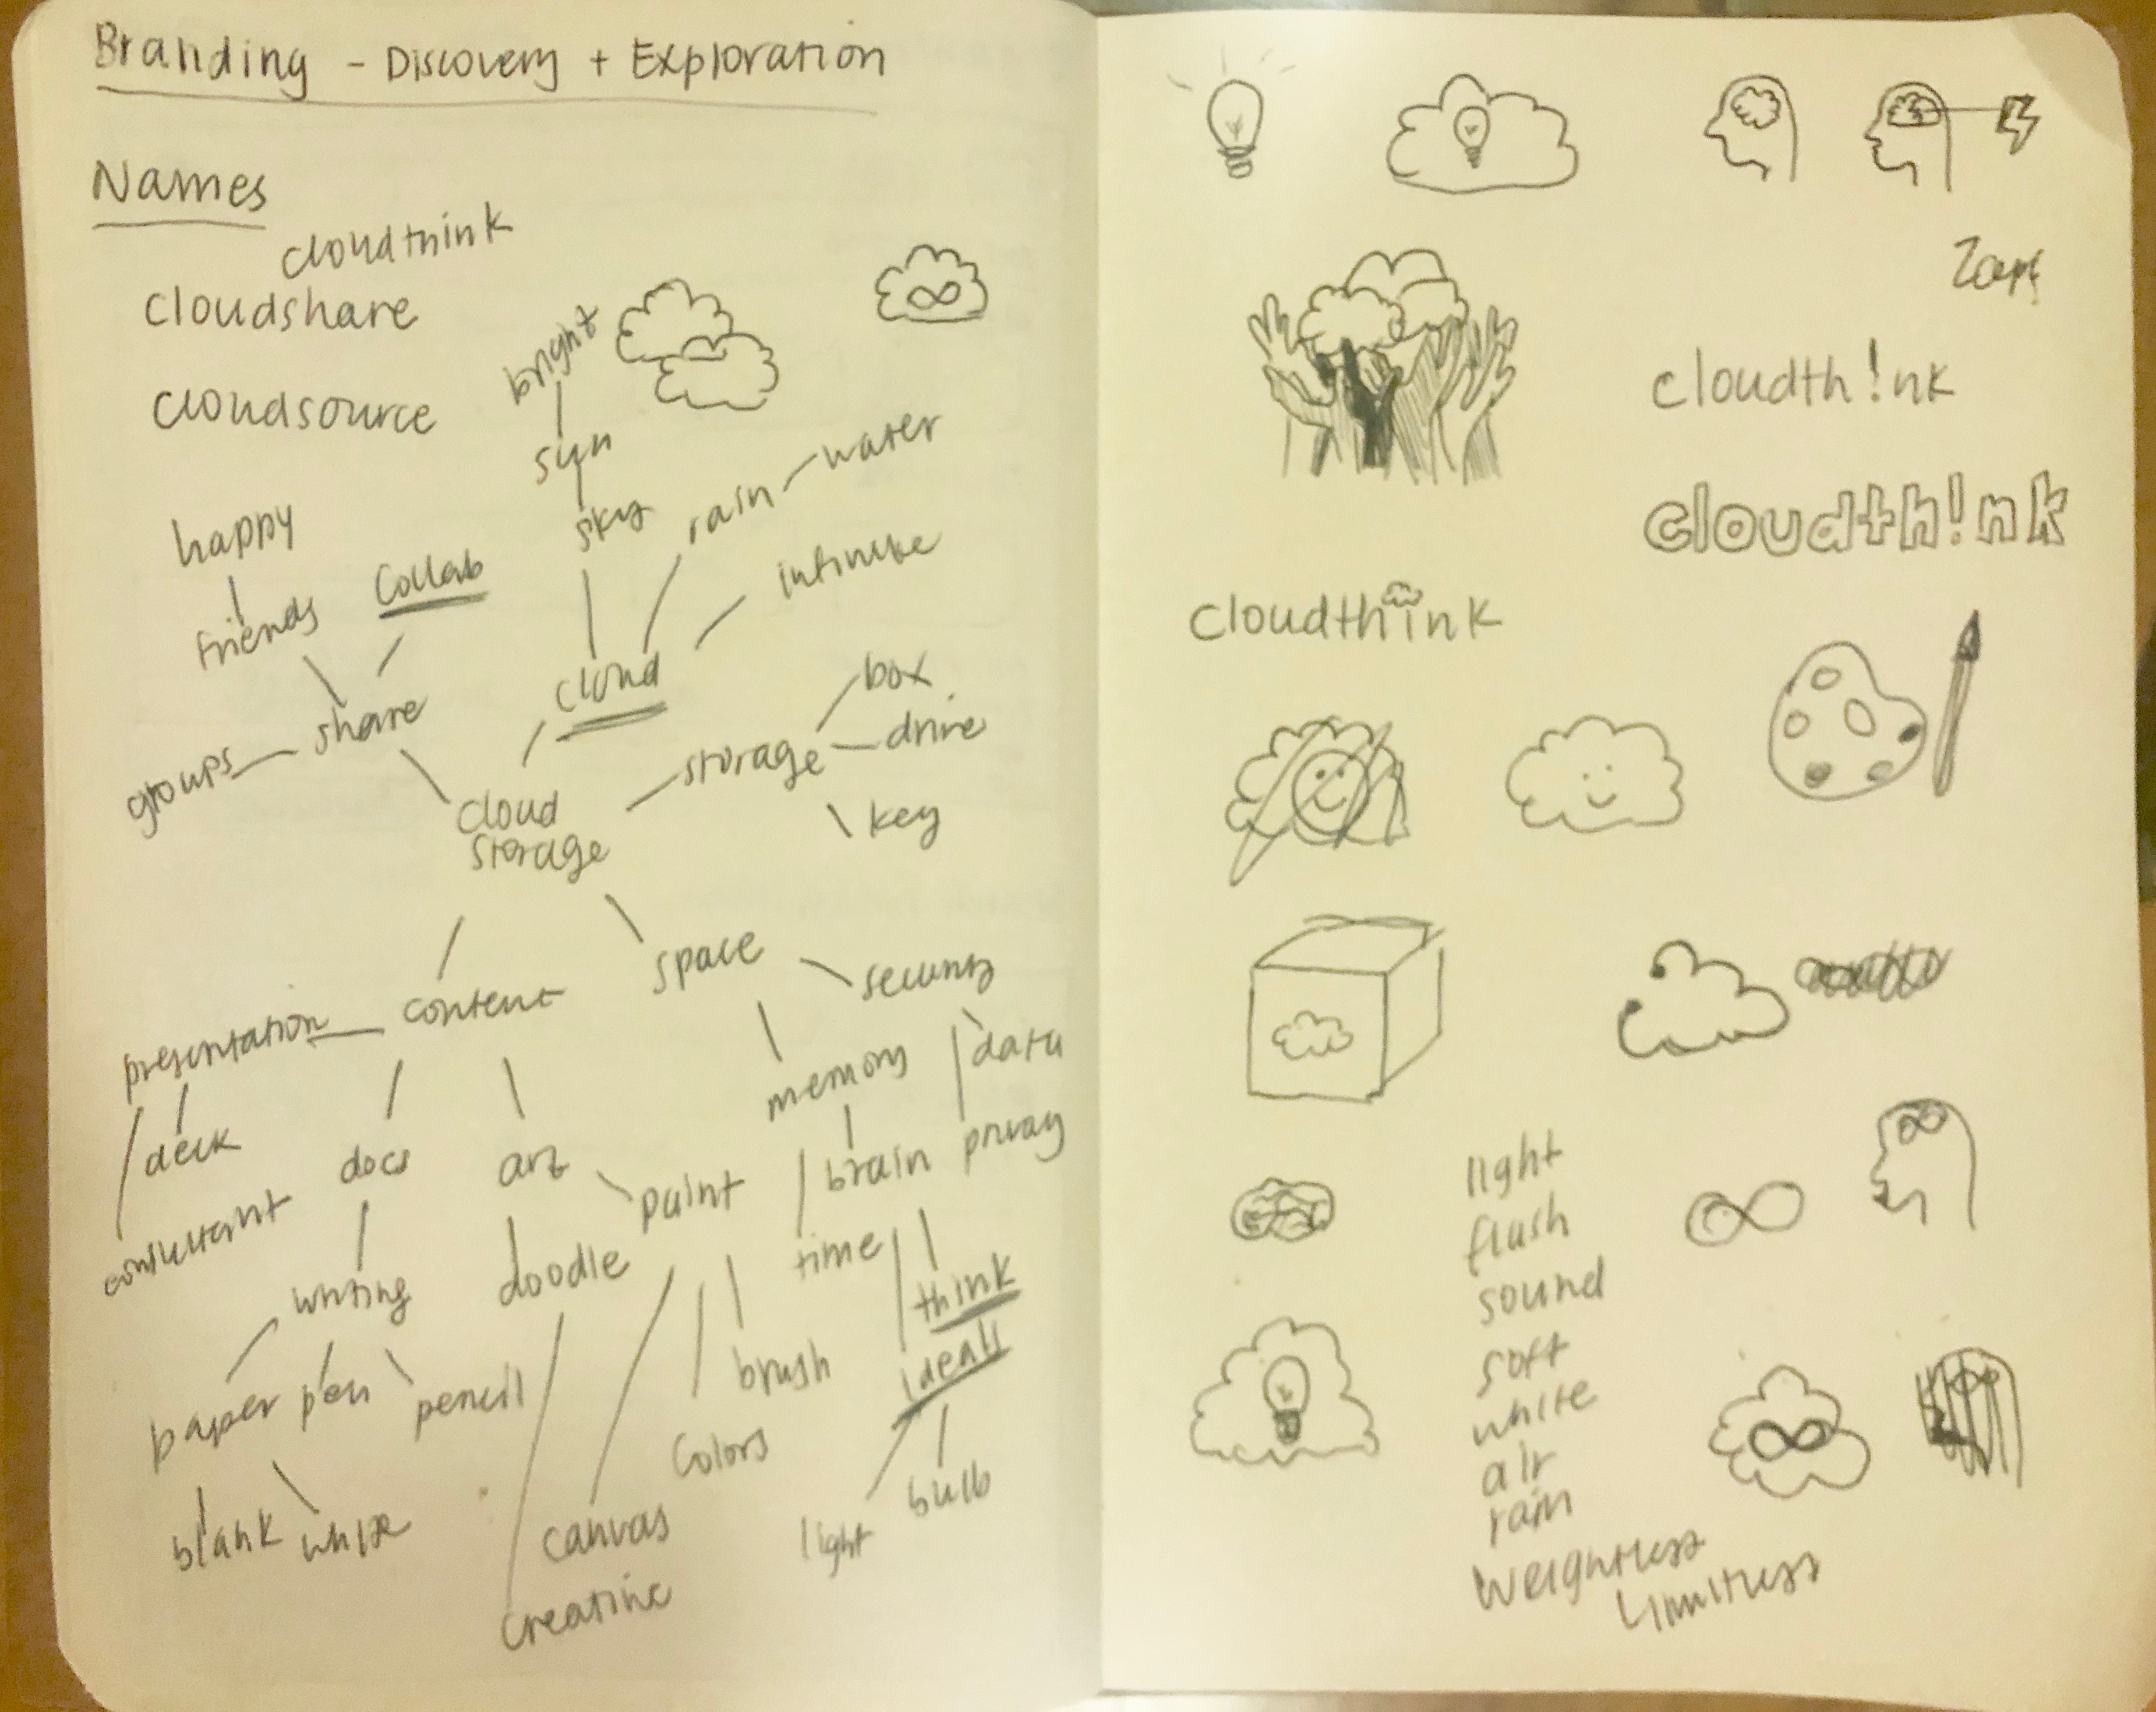 Branding - Discovery + Exploration
Names
cloudthink
cloudshare
cloudsource
bright
sun
sky
rain
water
infinite
happy
friends
collab
share
groups
cloud
cloud
storage
storage
box
drive
key
content
space
security
presentation
deck
consultant
docs
art
memory
data
privacy
brain
time
think
ideas
light
bulb
paint
doodle
writing
paper
pen
pencil
blank
white
brush
colors
canvas
creative
cloudth!nk
cloudth!nk
cloudthink
light
flash
sound
soft
white
air
rain
weightless
limitless